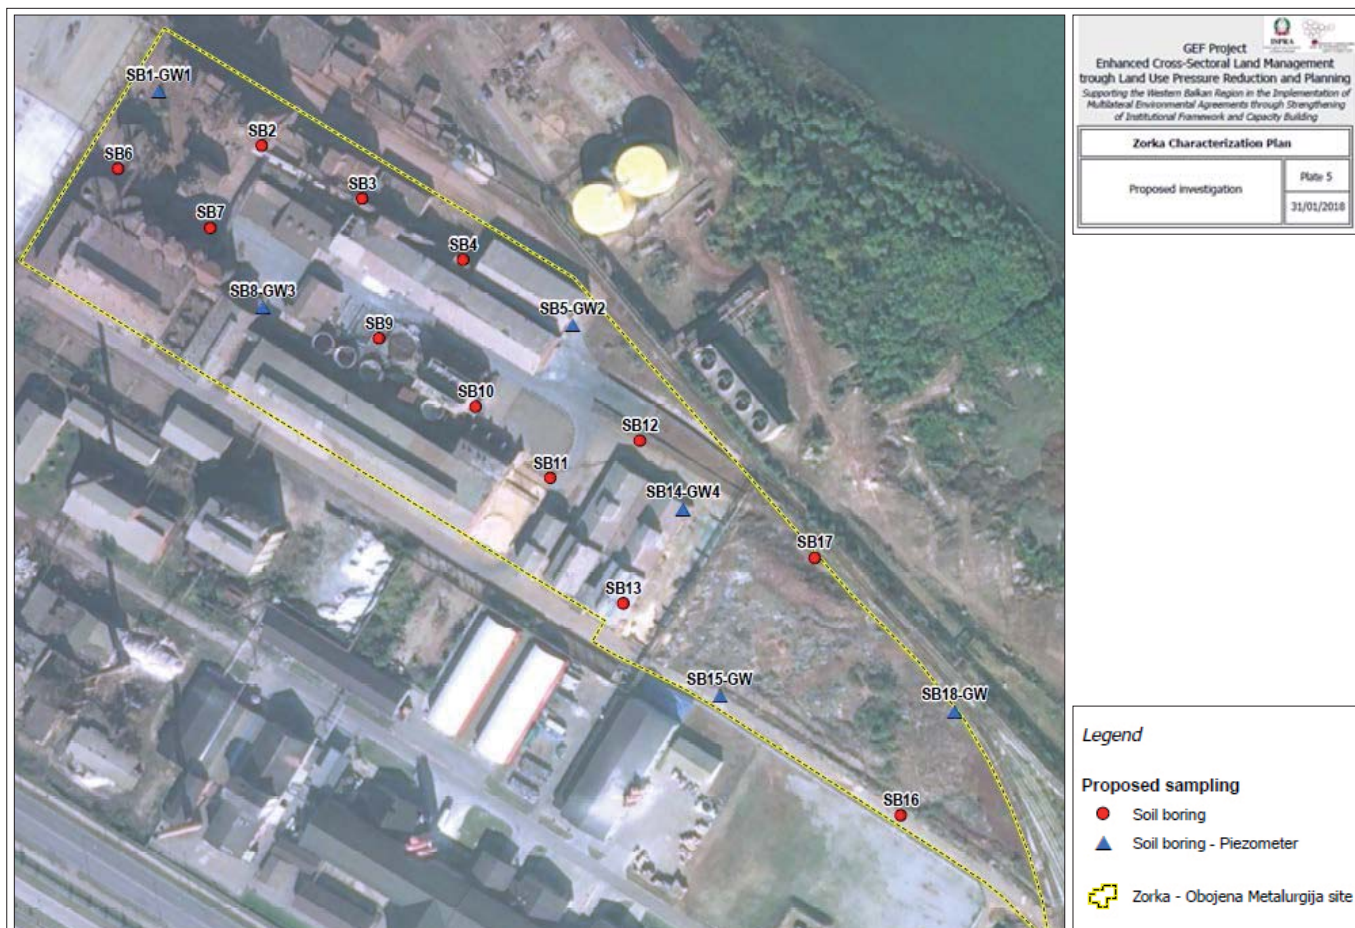 SB1-GW1
SB2
SB6
SB3
SB7
SB4
SB8-GW3
SB5-GW2
SB9
SB10
SB12
SB11
SB14-GW4
SB17
SB13
SB15-GW
SB18-GW
SB16
ISPRA
GEF Project
Enhanced Cross-Sectoral Land Management
trough Land Use Pressure Reduction and Planning
Supporting the Western Balkan Region in the Implementation of
Multilateral Environmental Agreements through Strengthening
of Institutional Framework and Capacity Building
Zorka Characterization Plan
Proposed investigation
Plate 5
31/01/2018
Legend
Proposed sampling
Soil boring
Soil boring - Piezometer
Zorka - Obojena Metalurgija site